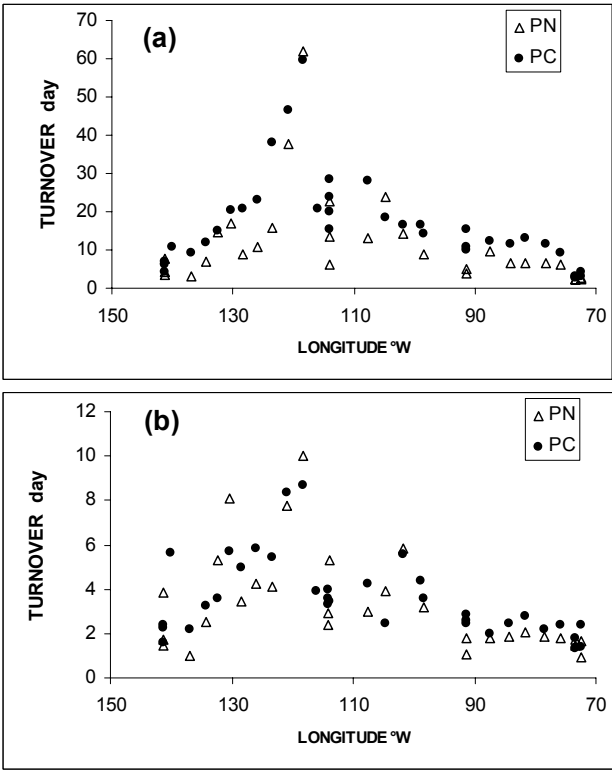 (a)
△ PN
● PC
TURNOVER day
70
60
50
40
30
20
10
0
150 130 110 90 70
LONGITUDE °W
(b)
△ PN
● PC
TURNOVER day
12
10
8
6
4
2
0
150 130 110 90 70
LONGITUDE °W